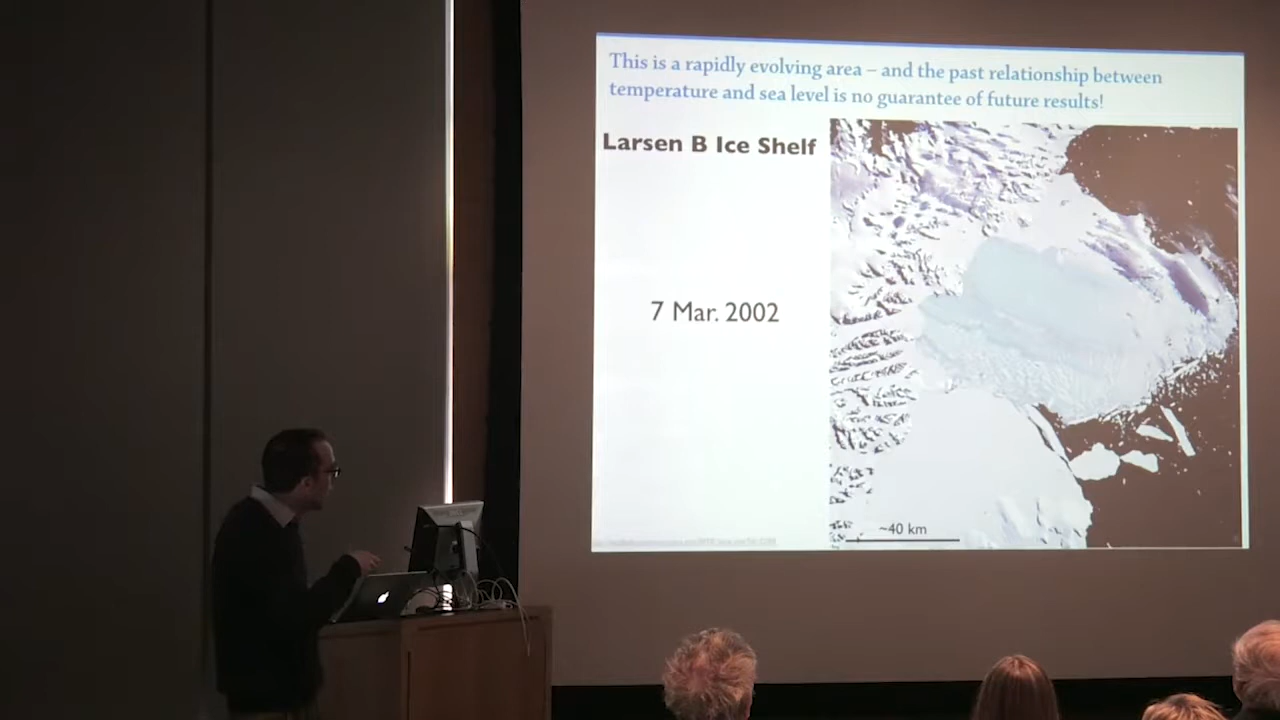 This is a rapidly evolving area – and the past relationship between
temperature and sea level is no guarantee of future results!
Larsen B Ice Shelf
7 Mar. 2002
~40 km